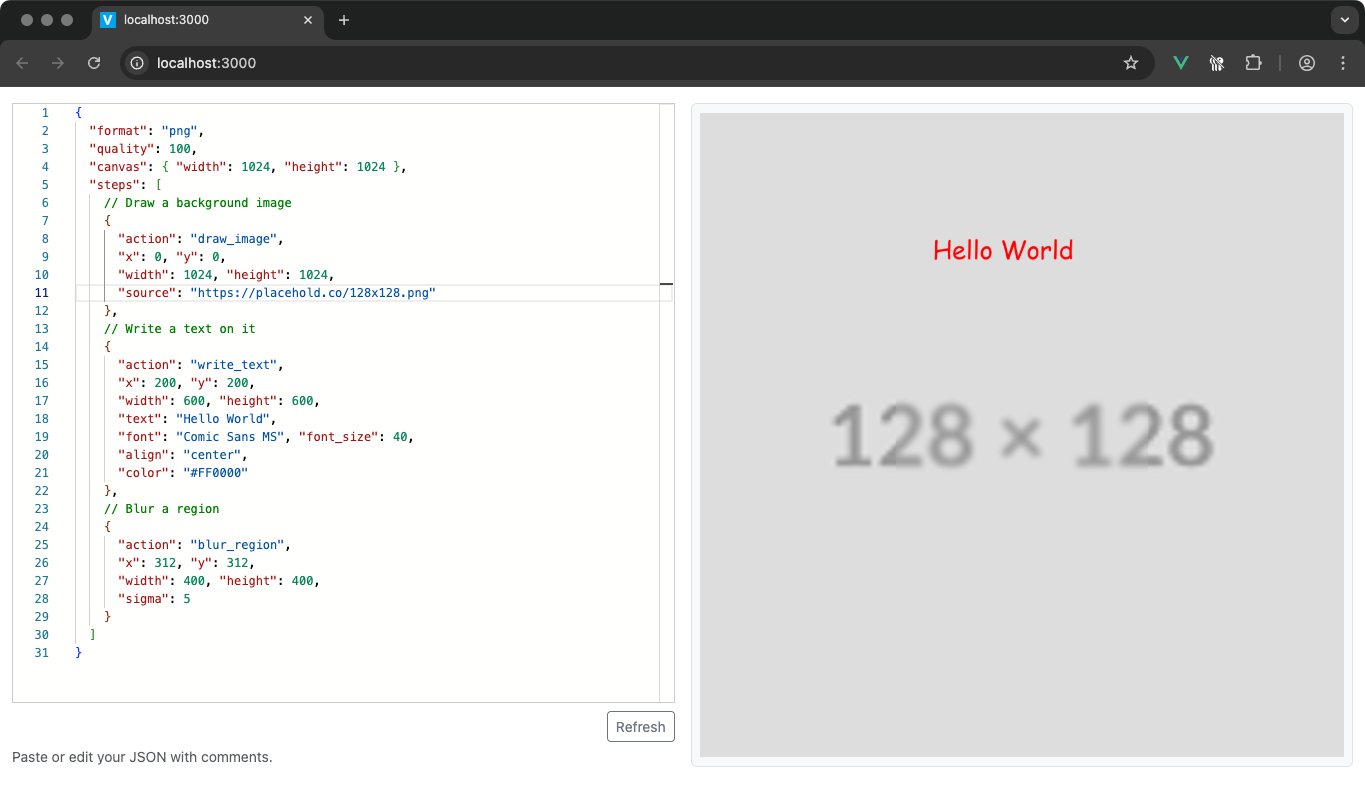 localhost:3000
localhost:3000
1 {
2 "format": "png",
3 "quality": 100,
4 "canvas": { "width": 1024, "height": 1024 },
5 "steps": [
6 // Draw a background image
7 {
8 "action": "draw_image",
9 "x": 0, "y": 0,
10 "width": 1024, "height": 1024,
11 "source": "https://placehold.co/128x128.png"
12 },
13 // Write a text on it
14 {
15 "action": "write_text",
16 "x": 200, "y": 200,
17 "width": 600, "height": 600,
18 "text": "Hello World",
19 "font": "Comic Sans MS", "font_size": 40,
20 "align": "center",
21 "color": "#FF0000"
22 },
23 // Blur a region
24 {
25 "action": "blur_region",
26 "x": 312, "y": 312,
27 "width": 400, "height": 400,
28 "sigma": 5
29 }
30 ]
31 }
Refresh
Paste or edit your JSON with comments.
Hello World
128 × 128